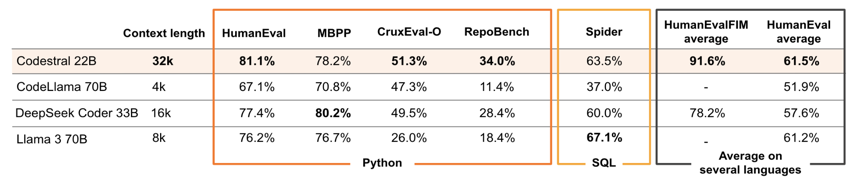 Context length HumanEval MBPP CruxEval-O RepoBench Spider HumanEvalFIM average HumanEval average
Codestral 22B 32k 81.1% 78.2% 51.3% 34.0% 63.5% 91.6% 61.5%
CodeLlama 70B 4k 67.1% 70.8% 47.3% 11.4% 37.0% - 51.9%
DeepSeek Coder 33B 16k 77.4% 80.2% 49.5% 28.4% 60.0% 78.2% 57.6%
Llama 3 70B 8k 76.2% 76.7% 26.0% 18.4% 67.1% - 61.2%
Python SQL Average on several languages